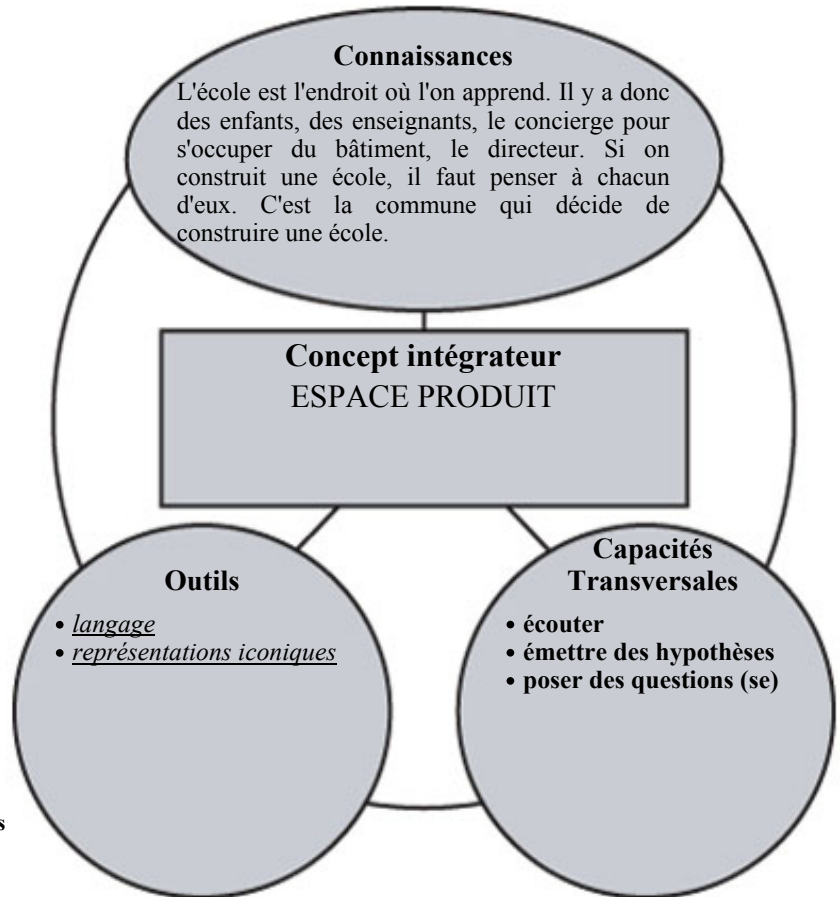 Connaissances
L'école est l'endroit où l'on apprend. Il y a donc
des enfants, des enseignants, le concierge pour
s'occuper du bâtiment, le directeur. Si on
construit une école, il faut penser à chacun
d'eux. C'est la commune qui décide de
construire une école.
Concept intégrateur
ESPACE PRODUIT
Outils
• langage
• représentations iconiques
Capacités
Transversales
• écouter
• émettre des hypothèses
• poser des questions (se)
s